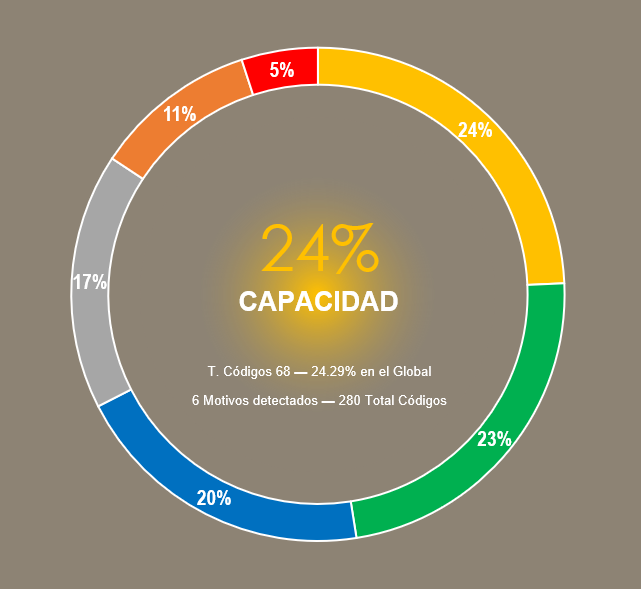 5%
11%
24%
24%
17%
CAPACIDAD
T. Códigos 68 — 24.29% en el Global
6 Motivos detectados — 280 Total Códigos
23%
20%